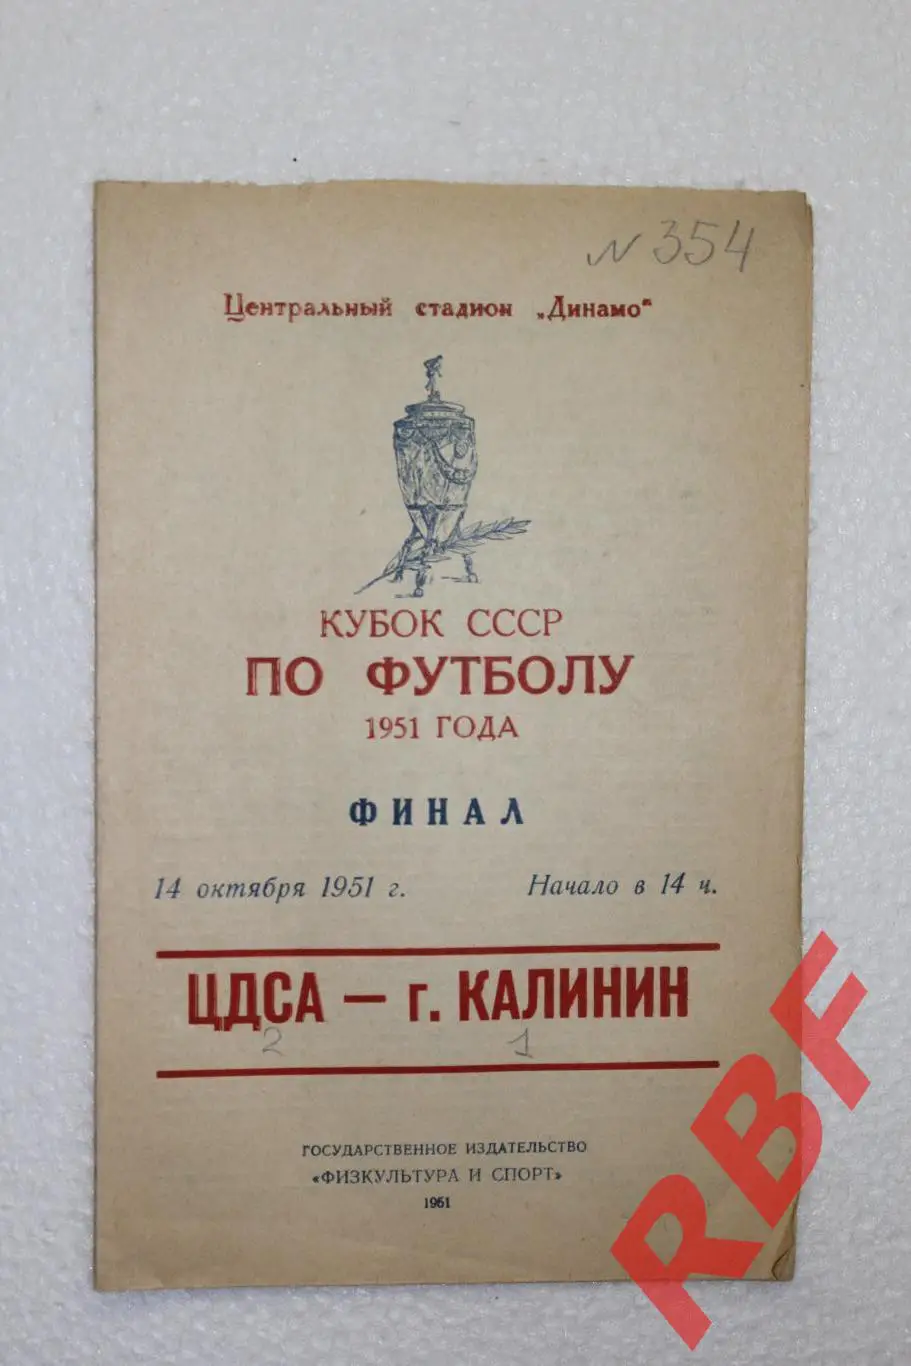 N 354
Центральный стадион „Динамо"
КУБОК СССР
ПО ФУТБОЛУ
1951 ГОДА
ФИНАЛ
14 октября 1951 г. Начало в 14 ч.
ЦДСА — г. КАЛИНИН
2 1
ГОСУДАРСТВЕННОЕ ИЗДАТЕЛЬСТВО
«ФИЗКУЛЬТУРА И СПОРТ»
1951
RBF